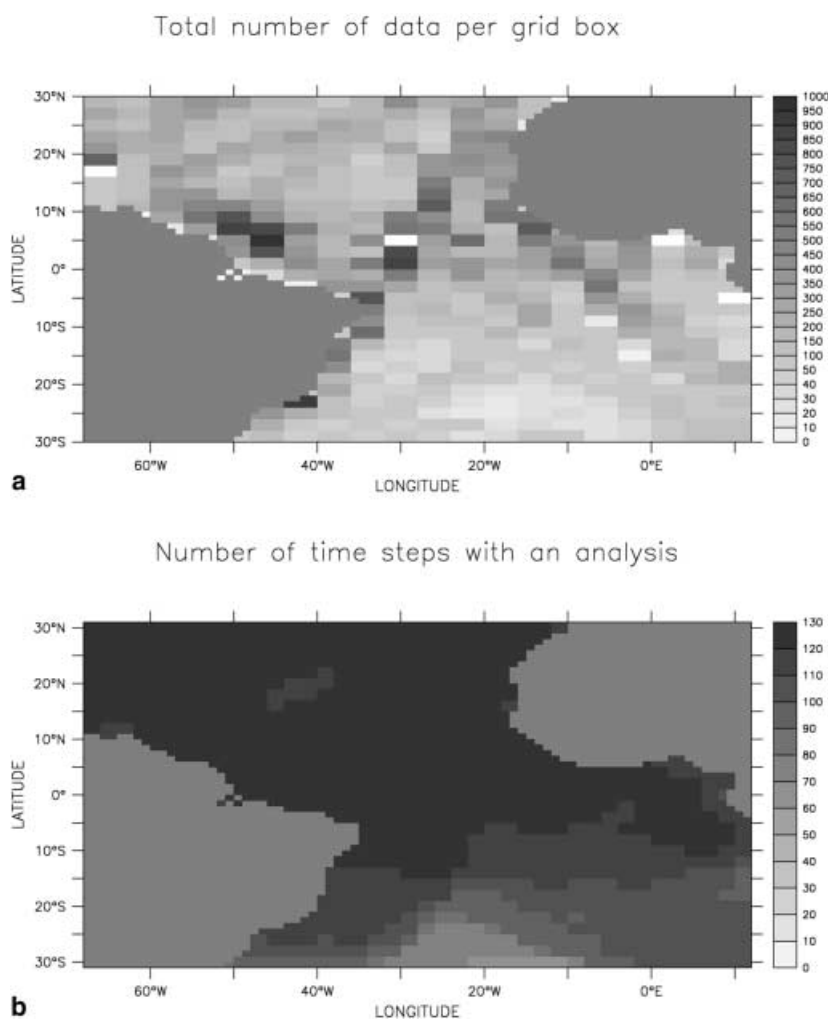 Total number of data per grid box
30°N
20°N
10°N
0°
10°S
20°S
30°S
LATITUDE
60°W
40°W
20°W
0°E
LONGITUDE
1000
950
900
850
800
750
700
650
600
550
500
450
400
350
300
250
200
150
100
50
40
30
20
10
0
a
Number of time steps with an analysis
30°N
20°N
10°N
0°
10°S
20°S
30°S
LATITUDE
60°W
40°W
20°W
0°E
LONGITUDE
130
120
100
90
80
70
60
50
40
30
20
10
0
b